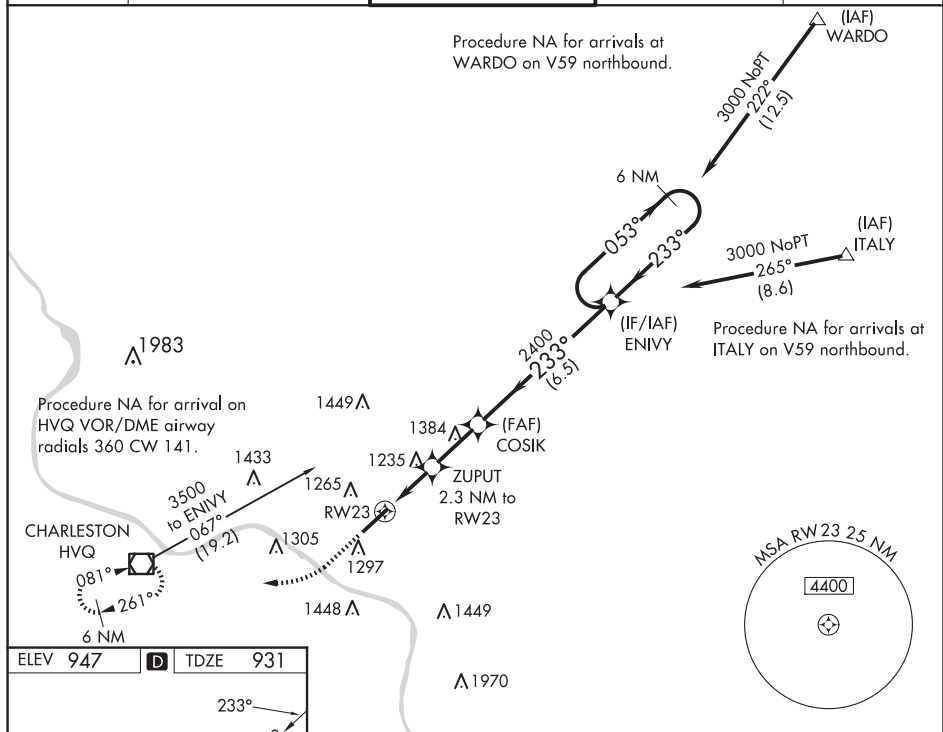 (IAF)
WARDO
Procedure NA for arrivals at
WARDO on V59 northbound.
3000 NoPT
222°
(12.5)
6 NM
053°
233°
(IAF)
ITALY
3000 NoPT
265°
(8.6)
(IF/IAF)
ENIVY
Procedure NA for arrivals at
ITALY on V59 northbound.
2400
233°
(6.5)
1983
Procedure NA for arrival on
HVQ VOR/DME airway
radials 360 CW 141.
1449
1384
(FAF)
COSIK
1433
1235
ZUPUT
2.3 NM to
RW23
1265
RW23
3500
to ENIVY
067°
(19.2)
CHARLESTON
HVQ
081°
261°
6 NM
1305
1297
1448
1449
1970
MSA RW 23 25 NM
4400
ELEV 947 D TDZE 931
233°